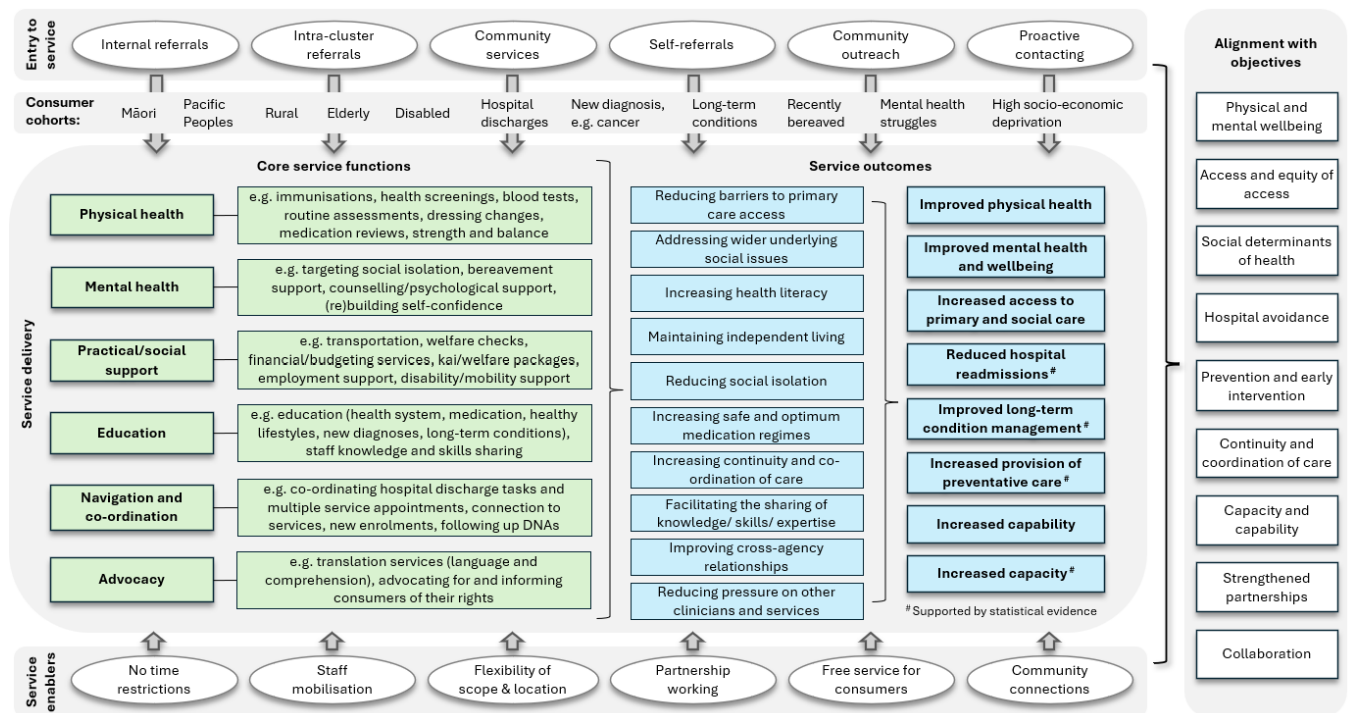 Entry to
service
Internal referrals
Intra-cluster
referrals
Community
services
Self-referrals
Community
outreach
Proactive
contacting
Consumer
cohorts:
Māori
Pacific
Peoples
Rural
Elderly
Disabled
Hospital
discharges
New diagnosis,
e.g. cancer
Long-term
conditions
Recently
bereaved
Mental health
struggles
High socio-economic
deprivation
Service delivery
Core service functions
Physical health
e.g. immunisations, health screenings, blood tests,
routine assessments, dressing changes,
medication reviews, strength and balance
Mental health
e.g. targeting social isolation, bereavement
support, counselling/psychological support,
(re)building self-confidence
Practical/social
support
e.g. transportation, welfare checks,
financial/budgeting services, kai/welfare packages,
employment support, disability/mobility support
Education
e.g. education (health system, medication, healthy
lifestyles, new diagnoses, long-term conditions),
staff knowledge and skills sharing
Navigation and
co-ordination
e.g. co-ordinating hospital discharge tasks and
multiple service appointments, connection to
services, new enrolments, following up DNAs
Advocacy
e.g. translation services (language and
comprehension), advocating for and informing
consumers of their rights
Service outcomes
Reducing barriers to primary
care access
Addressing wider underlying
social issues
Increasing health literacy
Maintaining independent living
Reducing social isolation
Increasing safe and optimum
medication regimes
Increasing continuity and co-
ordination of care
Facilitating the sharing of
knowledge/ skills/ expertise
Improving cross-agency
relationships
Reducing pressure on other
clinicians and services
Improved physical health
Improved mental health
and wellbeing
Increased access to
primary and social care
Reduced hospital
readmissions #
Improved long-term
condition management #
Increased provision of
preventative care #
Increased capability
Increased capacity #
# Supported by statistical evidence
Service
enablers
No time
restrictions
Staff
mobilisation
Flexibility of
scope & location
Partnership
working
Free service for
consumers
Community
connections
Alignment with
objectives
Physical and
mental wellbeing
Access and equity of
access
Social determinants
of health
Hospital avoidance
Prevention and early
intervention
Continuity and
coordination of care
Capacity and
capability
Strengthened
partnerships
Collaboration